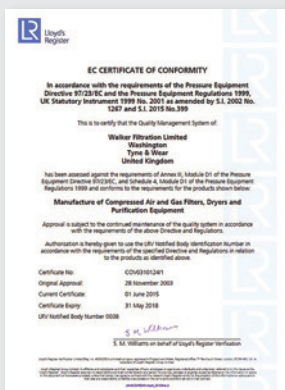 Lloyd's
Register
LR
EC CERTIFICATE OF CONFORMITY
In accordance with the requirements of the Pressure Equipment
Directive 97/23/EC and the Pressure Equipment Regulations 1999,
UK Statutory Instrument 1999 No. 2001 as amended by S.I. 2002 No.
1267 and S.I. 2015 No.399
This is to certify that the Quality Management System of:
Walker Filtration Limited
Washington
Tyne & Wear
United Kingdom
has been assessed against the requirements of Annex III, Module D1 of the Pressure
Equipment Directive 97/23/EC, and Schedule 4, Module D1 of the Pressure Equipment
Regulations 1999 and conforms to the requirements for the products shown below:
Manufacture of Compressed Air and Gas Filters, Dryers and
Purification Equipment
Approval is subject to the continued maintenance of the quality system in accordance
with the requirements of the above Directive and Regulations.
Authorisation is hereby given to use the LRV Notified Body Identification Number in
accordance with the requirements of the specified Directive and Regulations in relation
to the products as identified above.
Certificate No:
Original Approval: 28 November 2003
Current Certificate: 01 June 2015
Certificate Expiry: 31 May 2018
LRV Notified Body Number 0038
S M Williams
S. M. Williams on behalf of Lloyd's Register Verification